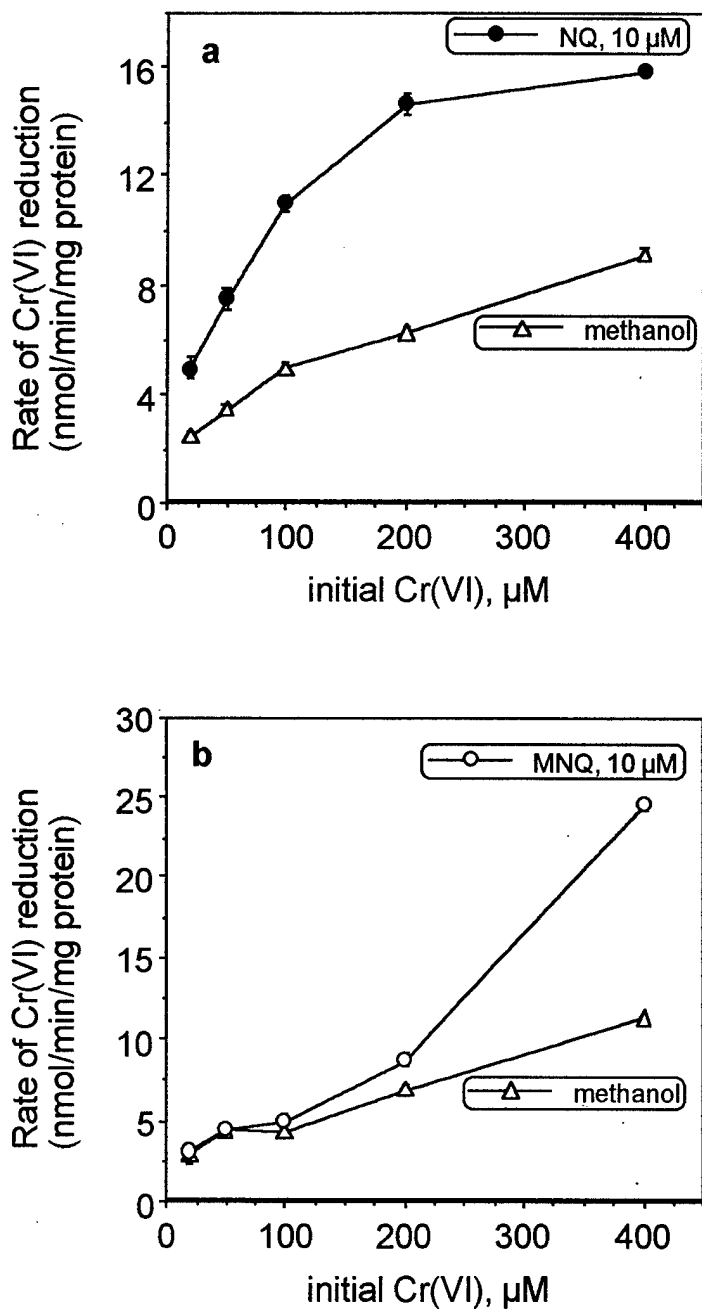 a
NQ, 10 µM
16
12
8
4
0
Rate of Cr(VI) reduction
(nmol/min/mg protein)
methanol
0 100 200 300 400
initial Cr(VI), µM
b
MNQ, 10 µM
30
25
20
15
10
5
0
Rate of Cr(VI) reduction
(nmol/min/mg protein)
methanol
0 100 200 300 400
initial Cr(VI), µM